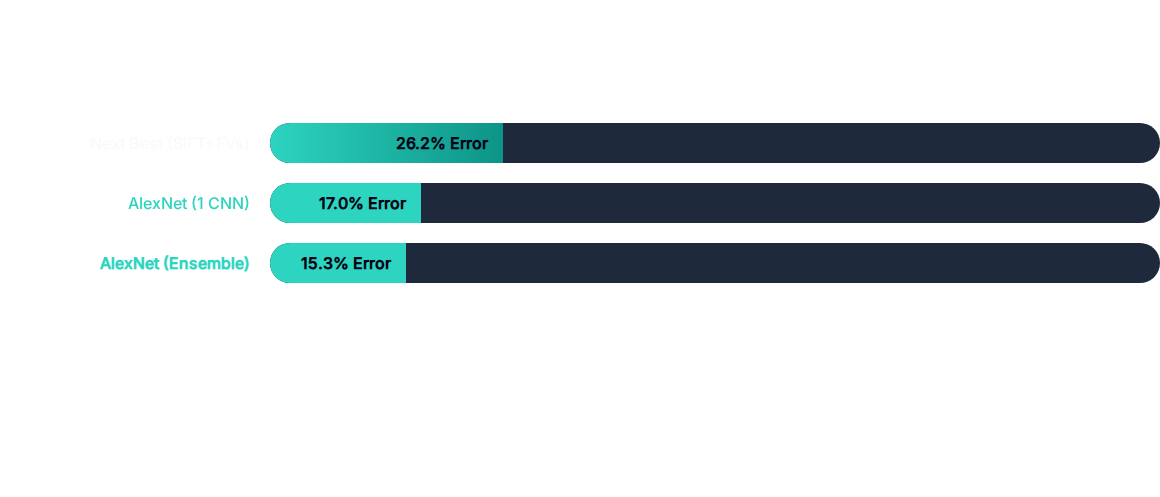 Next Best (SIFT+FVs) 26.2% Error
AlexNet (1 CNN) 17.0% Error
AlexNet (Ensemble) 15.3% Error